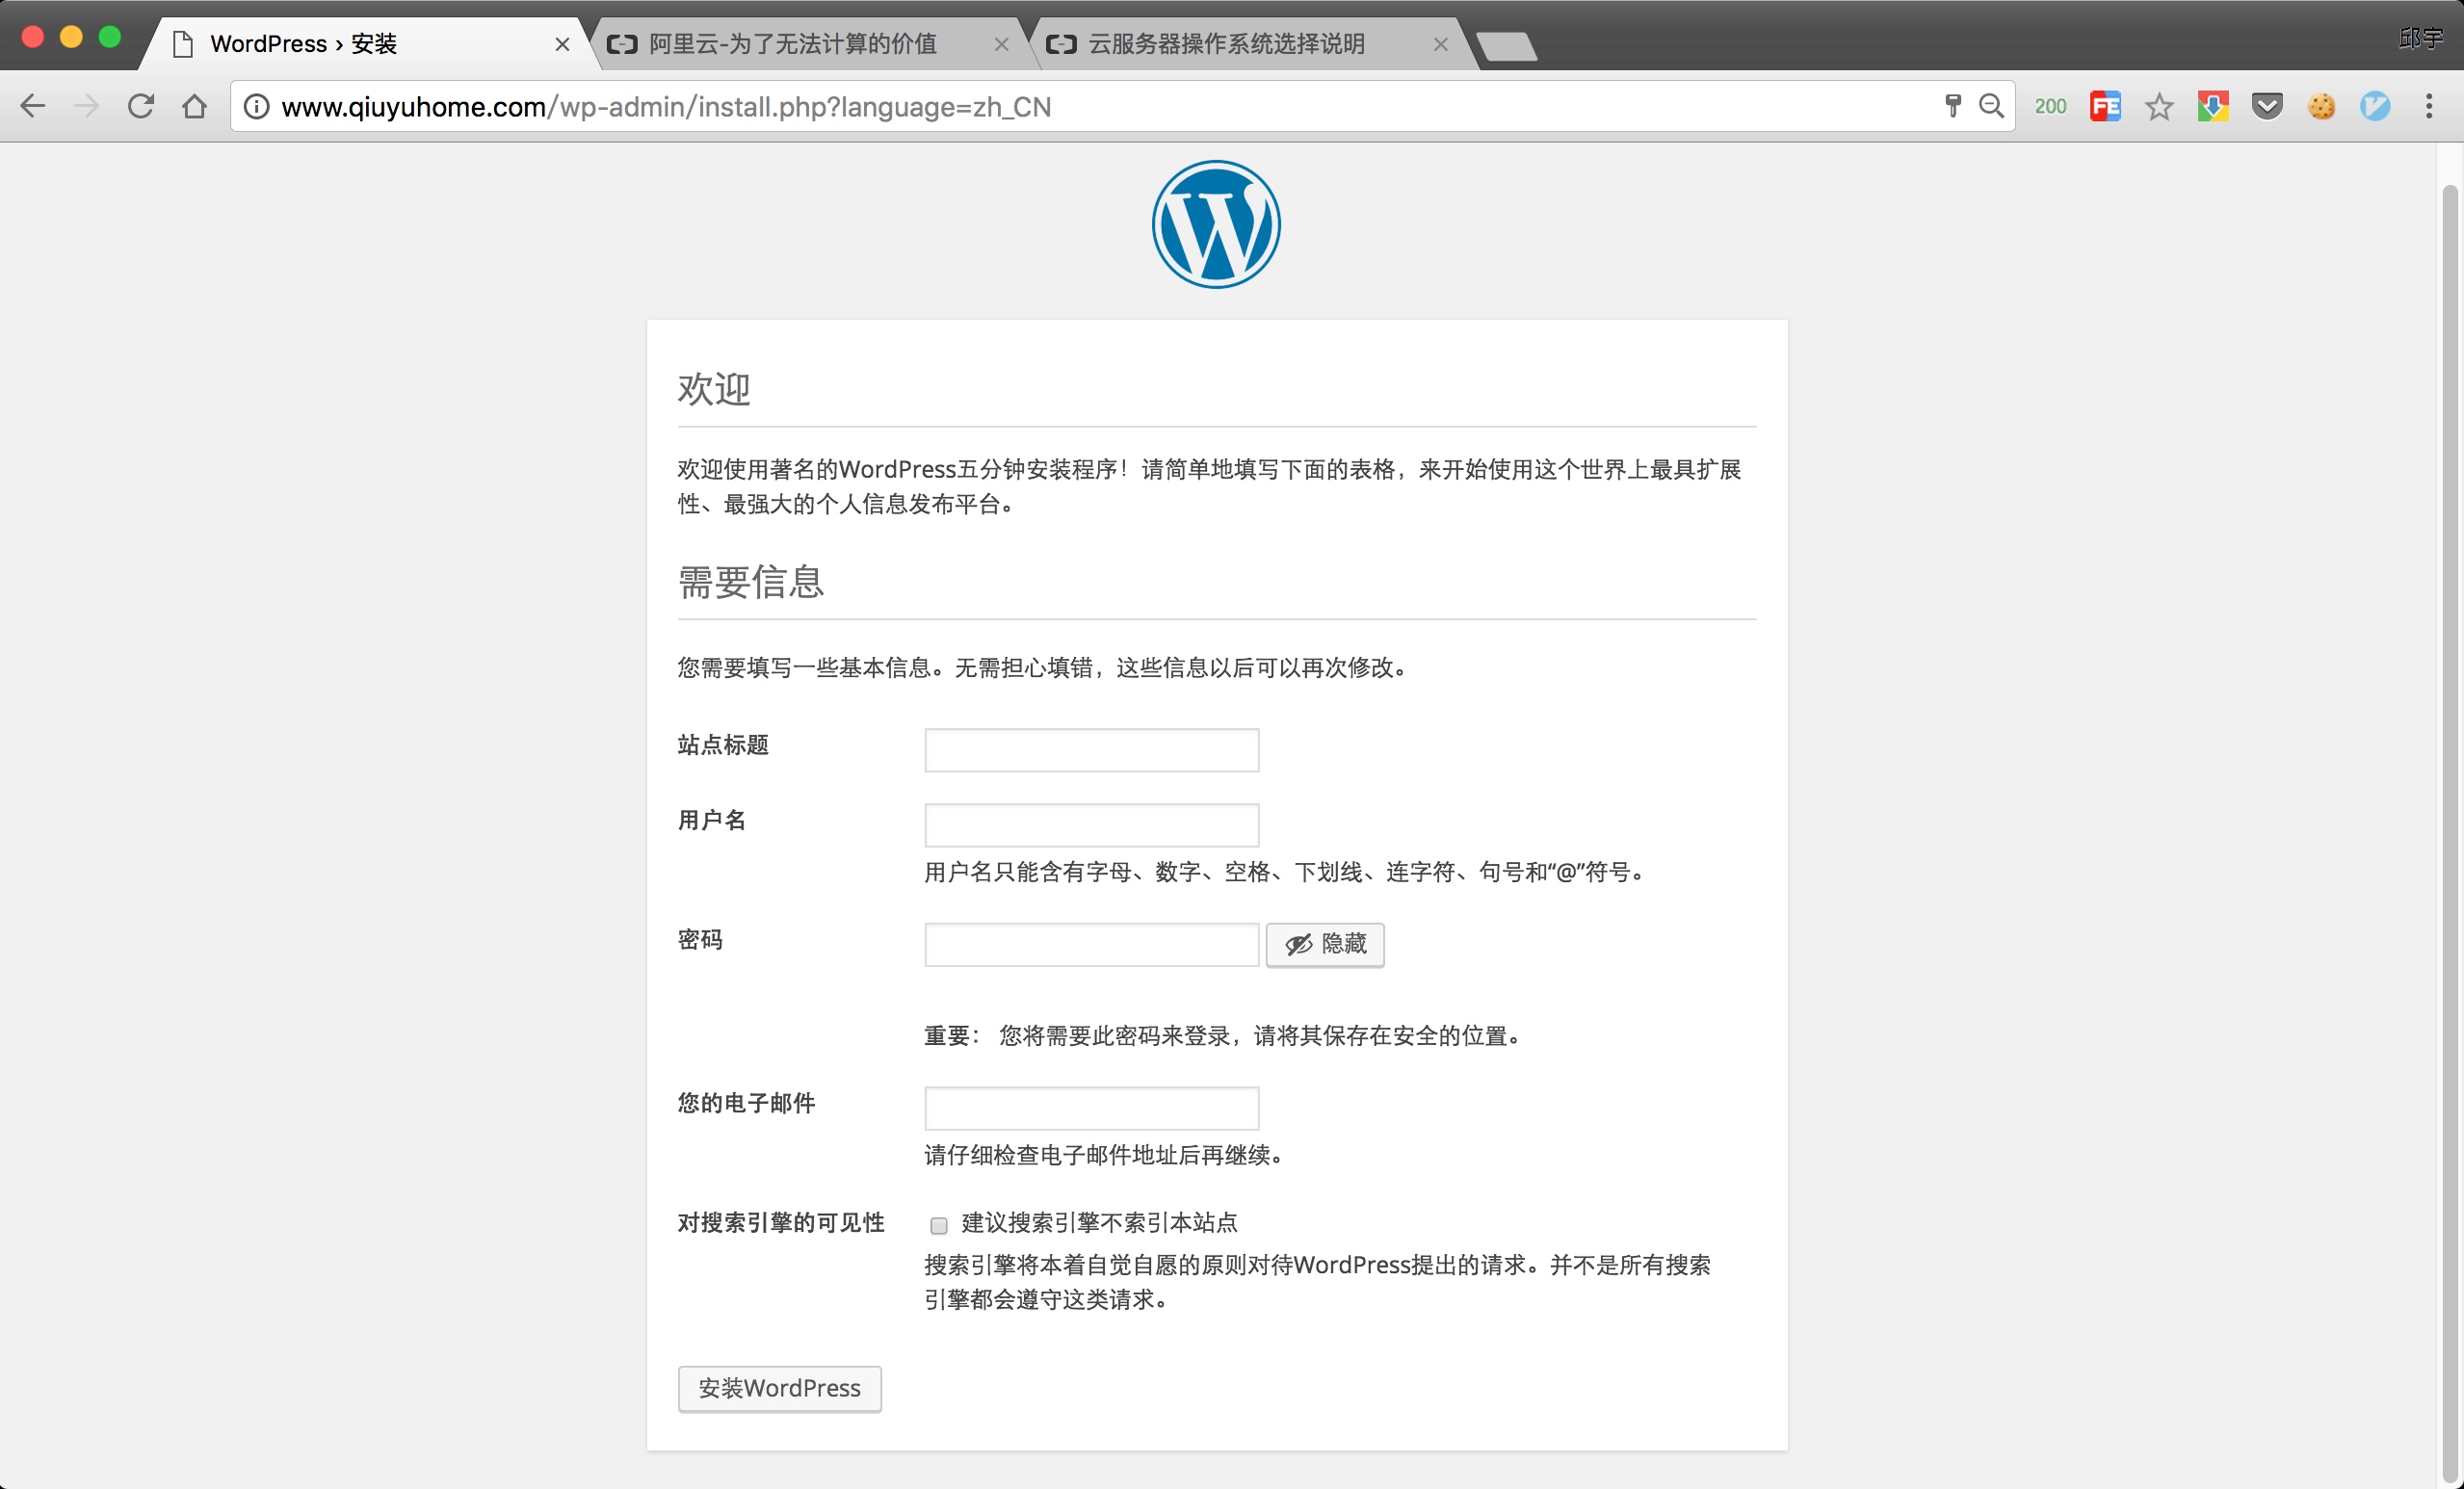 WordPress › 安装
阿里云-为了无法计算的价值
云服务器操作系统选择说明
邱宇
www.qiuyuhome.com/wp-admin/install.php?language=zh_CN
200
FE
欢迎
欢迎使用著名的WordPress五分钟安装程序！请简单地填写下面的表格，来开始使用这个世界上最具扩展
性、最强大的个人信息发布平台。
需要信息
您需要填写一些基本信息。无需担心填错，这些信息以后可以再次修改。
站点标题
用户名
用户名只能含有字母、数字、空格、下划线、连字符、句号和“@”符号。
密码
隐藏
重要： 您将需要此密码来登录，请将其保存在安全的位置。
您的电子邮件
请仔细检查电子邮件地址后再继续。
对搜索引擎的可见性
建议搜索引擎不索引本站点
搜索引擎将本着自觉自愿的原则对待WordPress提出的请求。并不是所有搜索
引擎都会遵守这类请求。
安装WordPress